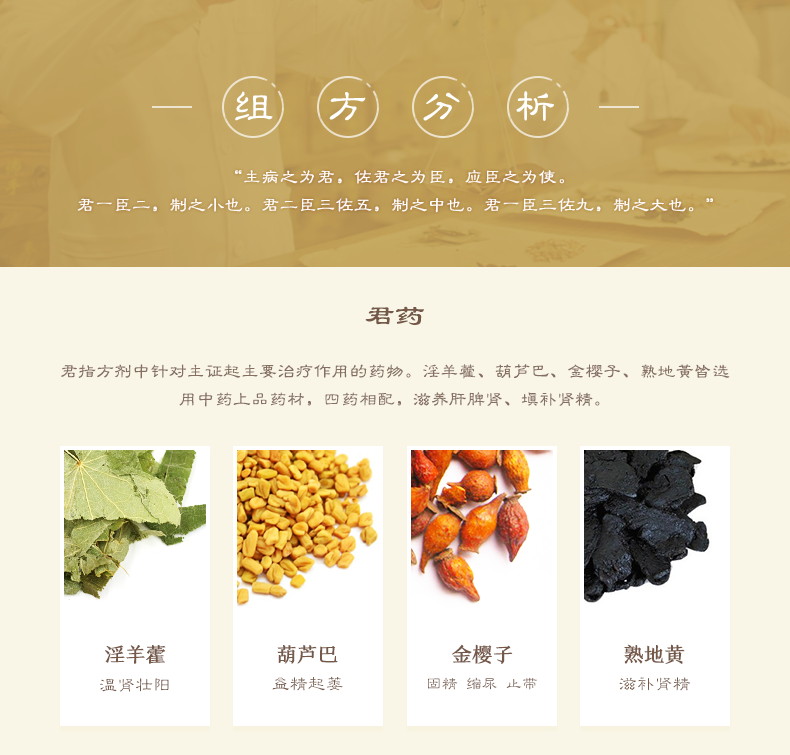 组方分析
“主病之为君，佐君之为臣，应臣之为使。
君一臣二，制之小也。君二臣三佐五，制之中也。君一臣三佐九，制之大也。”
君药
君指方剂中针对主证起主要治疗作用的药物。淫羊藿、葫芦巴、金樱子、熟地黄皆选
用中药上品药材，四药相配，滋养肝脾肾、填补肾精。
淫羊藿
葫芦巴
金樱子
熟地黄
温肾壮阳
益精起萎
固精 缩尿 止带
滋补肾精